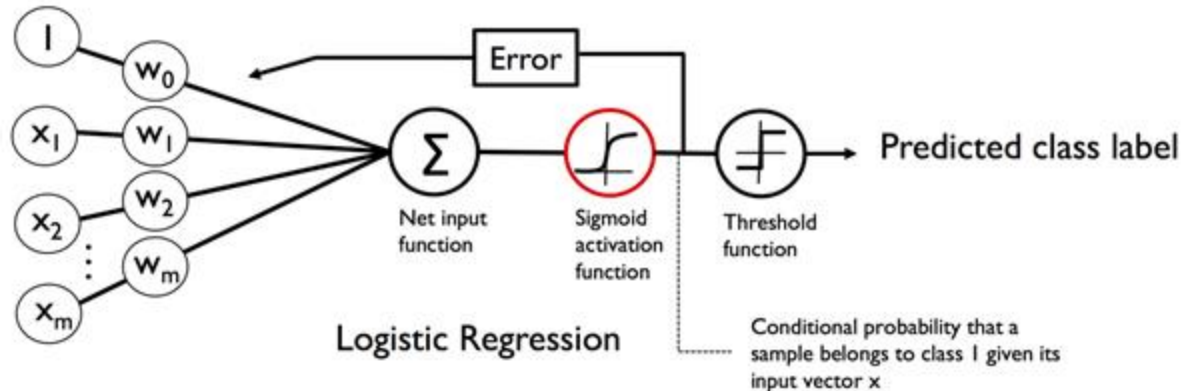 1
w0
Error
x1
w1
Σ
Predicted class label
x2
w2
Net input
function
Sigmoid
activation
function
Threshold
function
⋮
wm
xm
Logistic Regression
Conditional probability that a
sample belongs to class 1 given its
input vector x